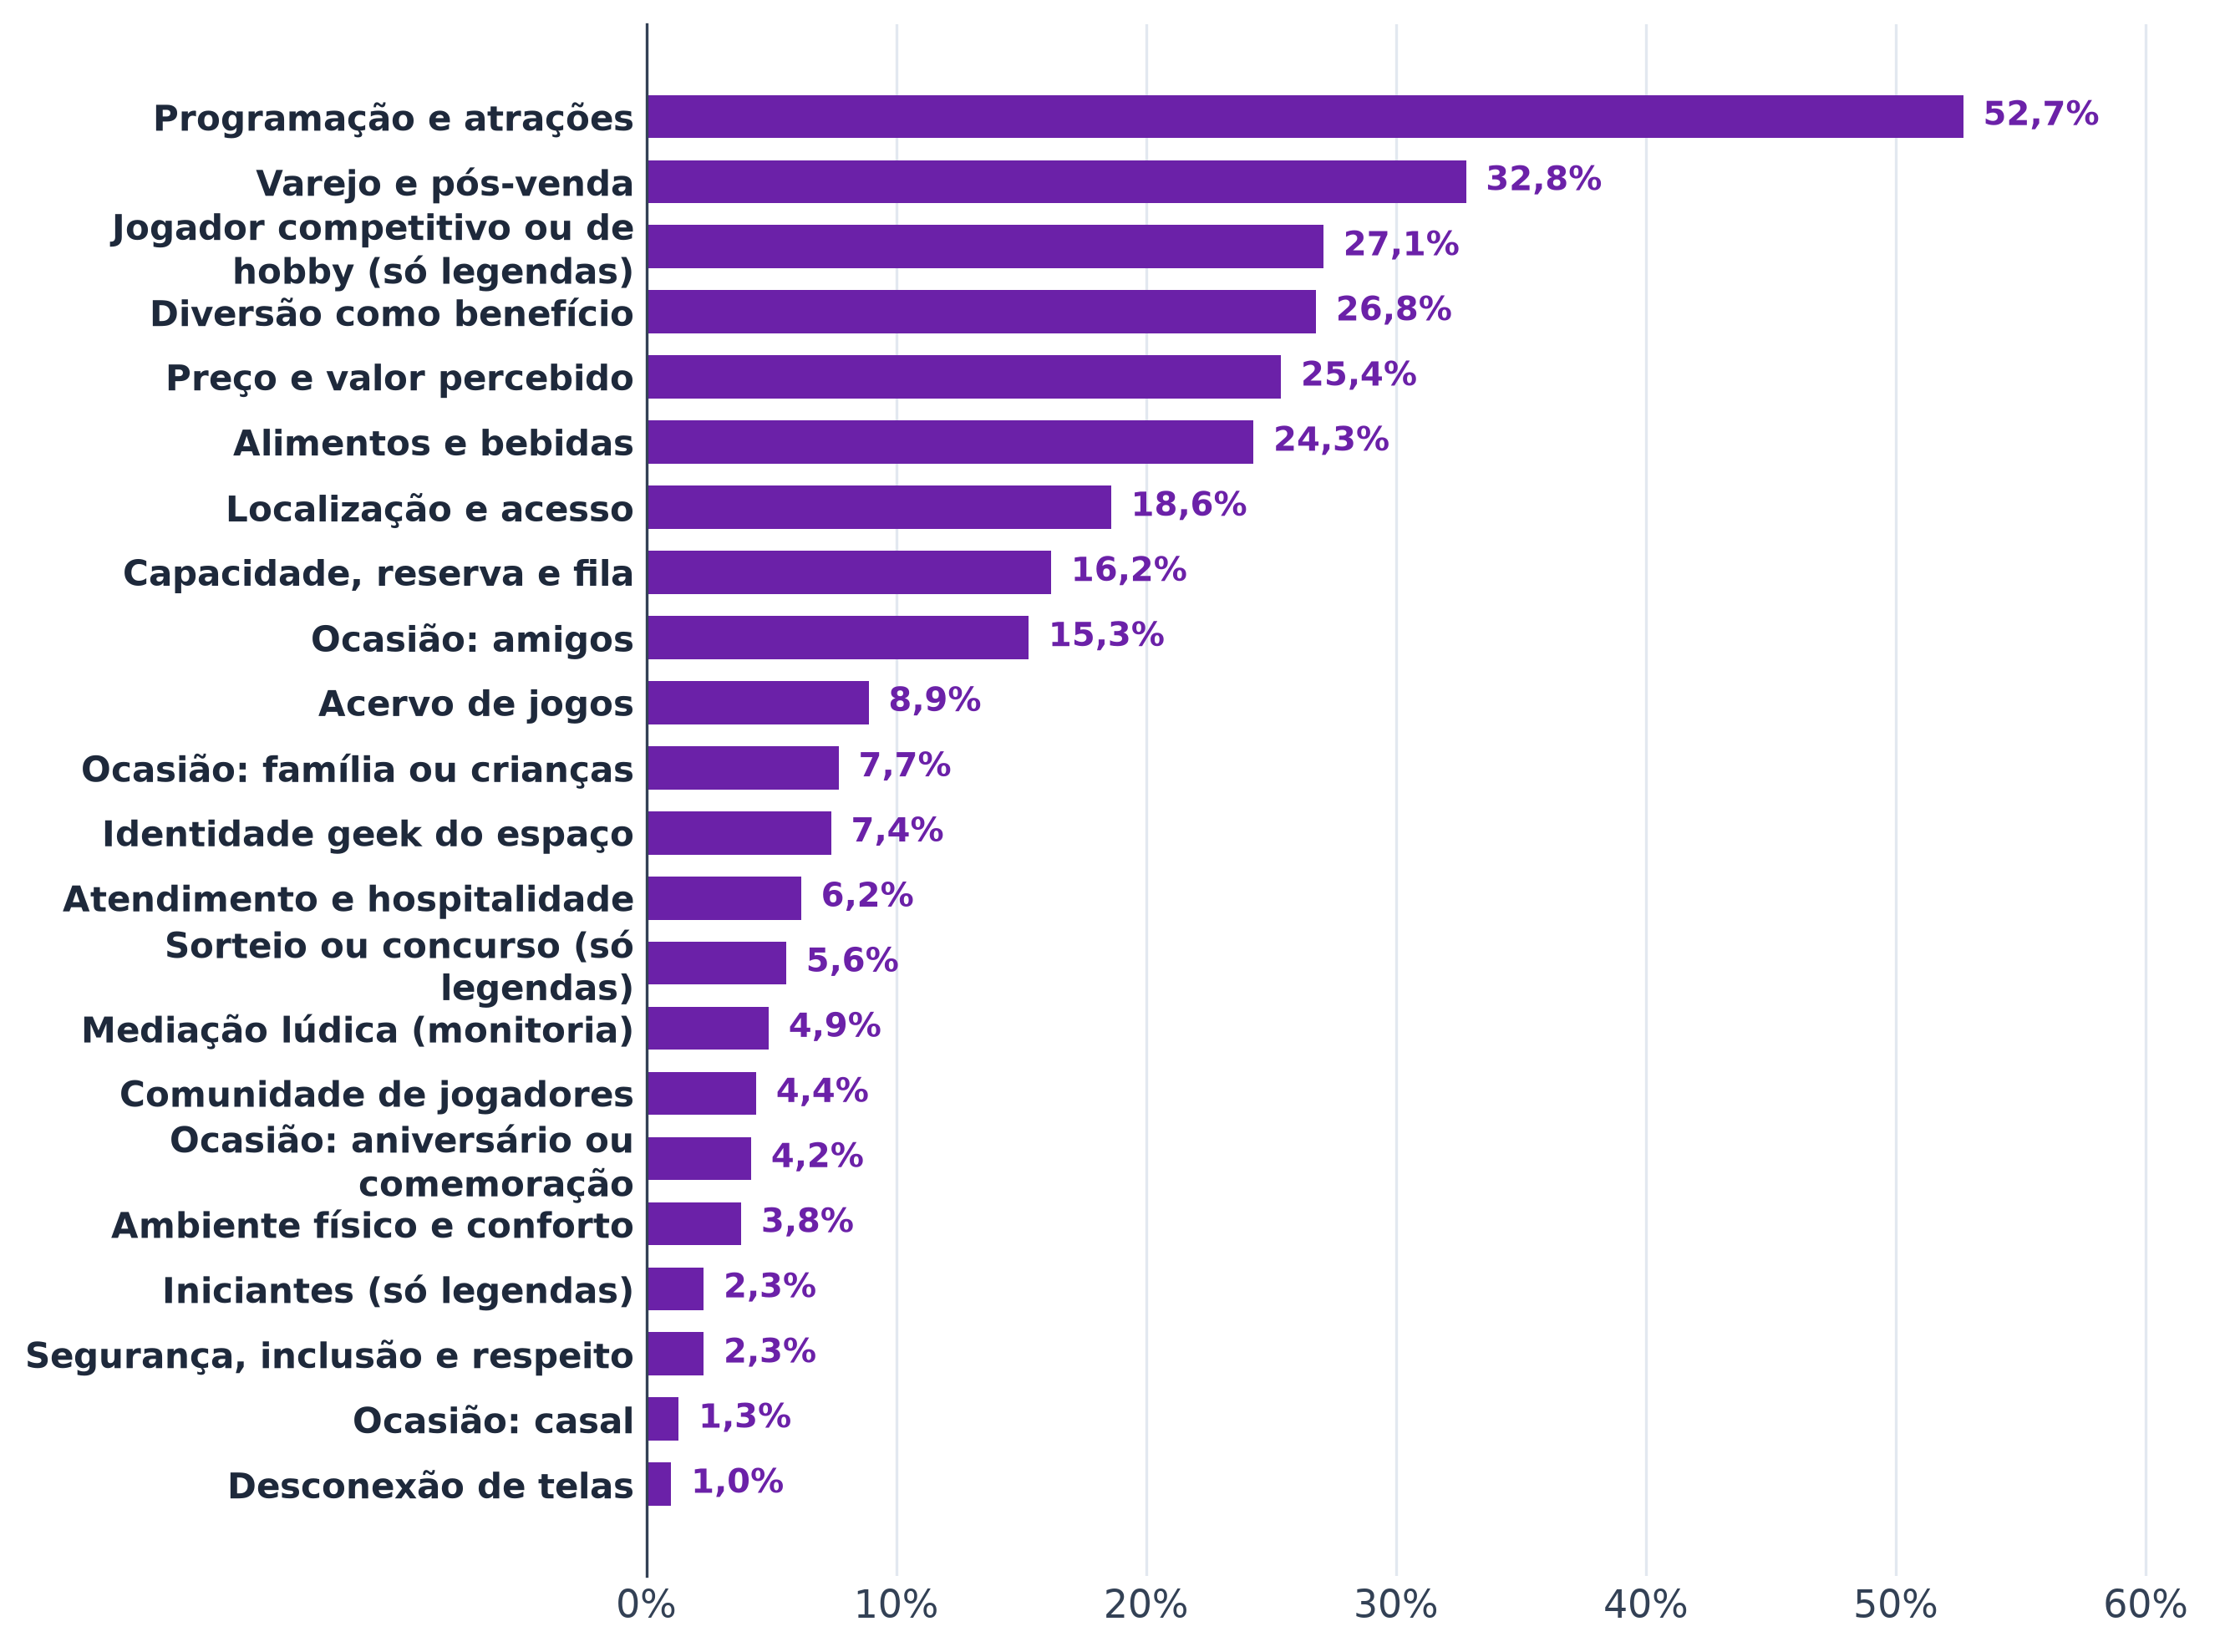 Programação e atrações 52,7%
Varejo e pós-venda 32,8%
Jogador competitivo ou de
hobby (só legendas) 27,1%
Diversão como benefício 26,8%
Preço e valor percebido 25,4%
Alimentos e bebidas 24,3%
Localização e acesso 18,6%
Capacidade, reserva e fila 16,2%
Ocasião: amigos 15,3%
Acervo de jogos 8,9%
Ocasião: família ou crianças 7,7%
Identidade geek do espaço 7,4%
Atendimento e hospitalidade 6,2%
Sorteio ou concurso (só
legendas) 5,6%
Mediação lúdica (monitoria) 4,9%
Comunidade de jogadores 4,4%
Ocasião: aniversário ou
comemoração 4,2%
Ambiente físico e conforto 3,8%
Iniciantes (só legendas) 2,3%
Segurança, inclusão e respeito 2,3%
Ocasião: casal 1,3%
Desconexão de telas 1,0%
0% 10% 20% 30% 40% 50% 60%